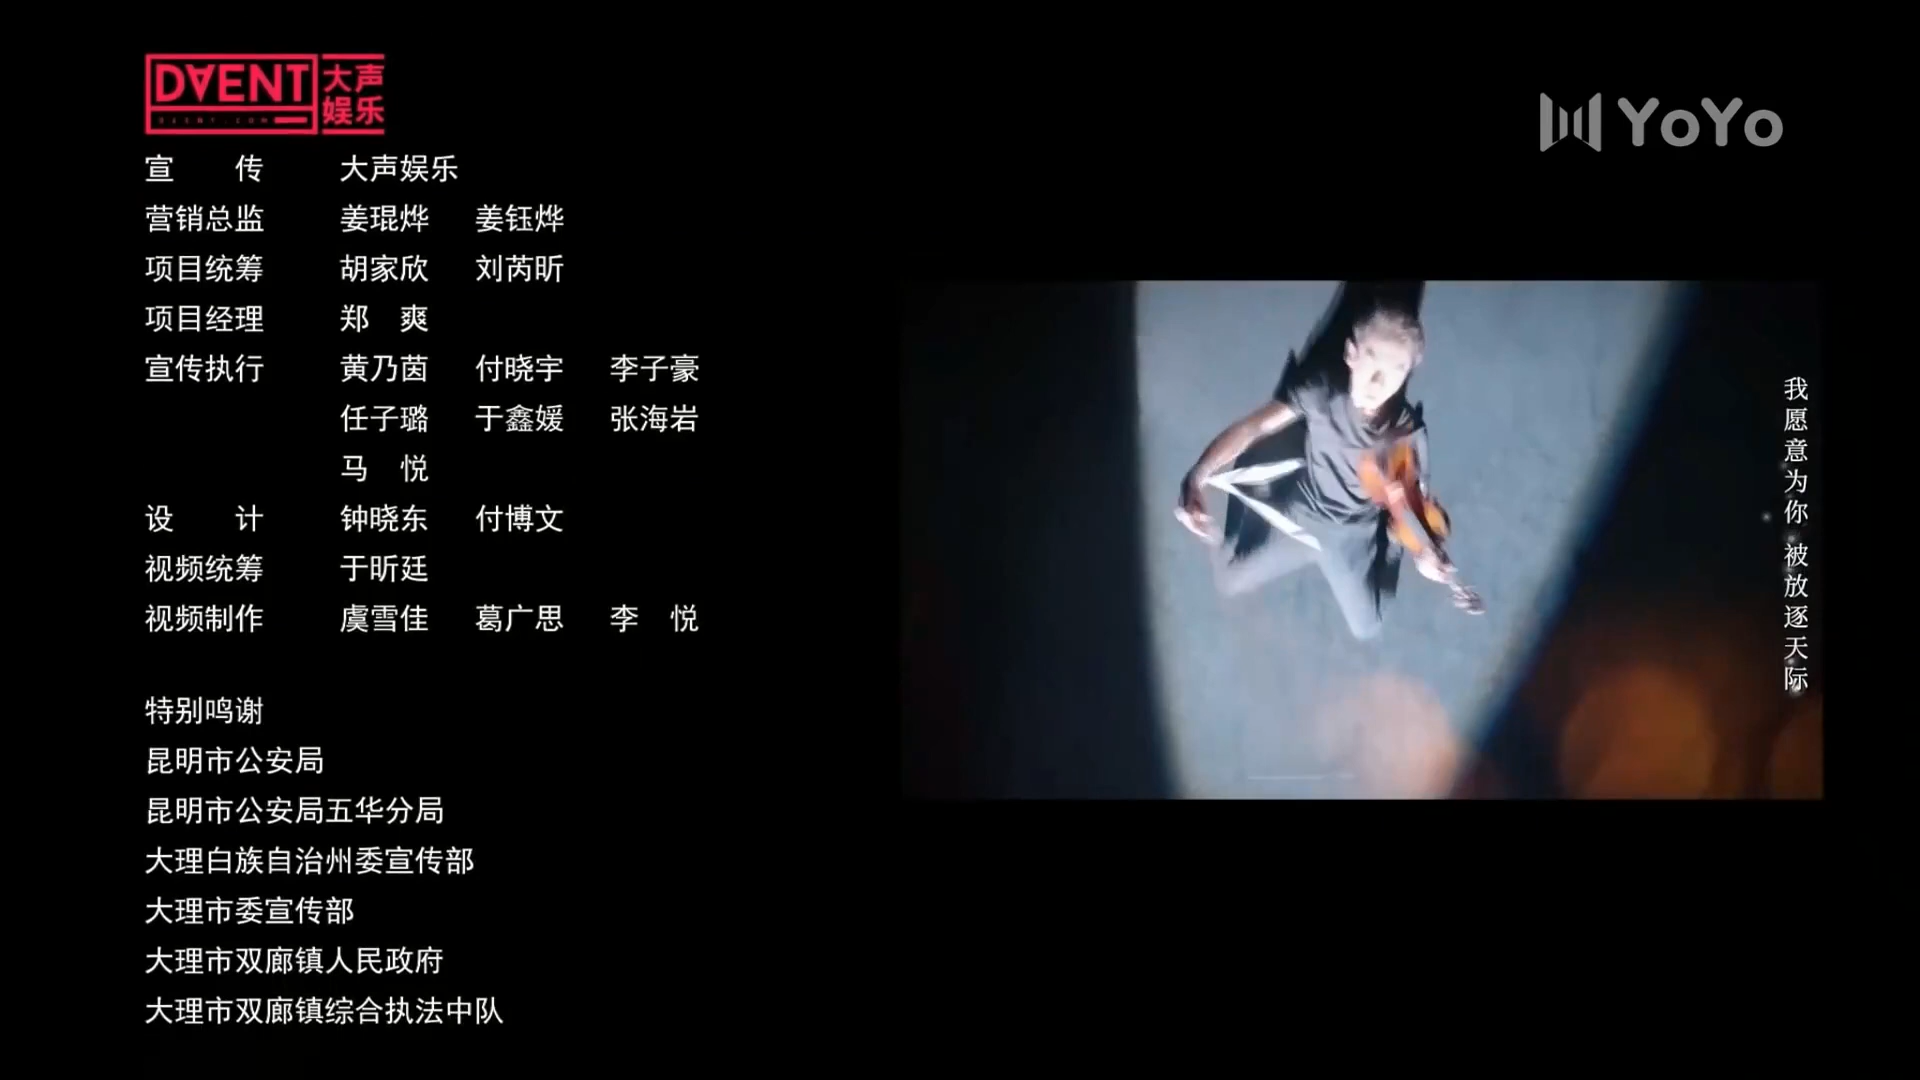 DAENT 大声娱乐
YoYo
宣传 大声娱乐
营销总监 姜琨烨 姜钰烨
项目统筹 胡家欣 刘芮昕
项目经理 郑爽
宣传执行 黄乃茵 付晓宇 李子豪
任子璐 于鑫媛 张海岩
马悦
设计 钟晓东 付博文
视频统筹 于昕廷
视频制作 虞雪佳 葛广思 李悦
特别鸣谢
昆明市公安局
昆明市公安局五华分局
大理白族自治州委宣传部
大理市委宣传部
大理市双廊镇人民政府
大理市双廊镇综合执法中队
我愿意为你 被放逐天际